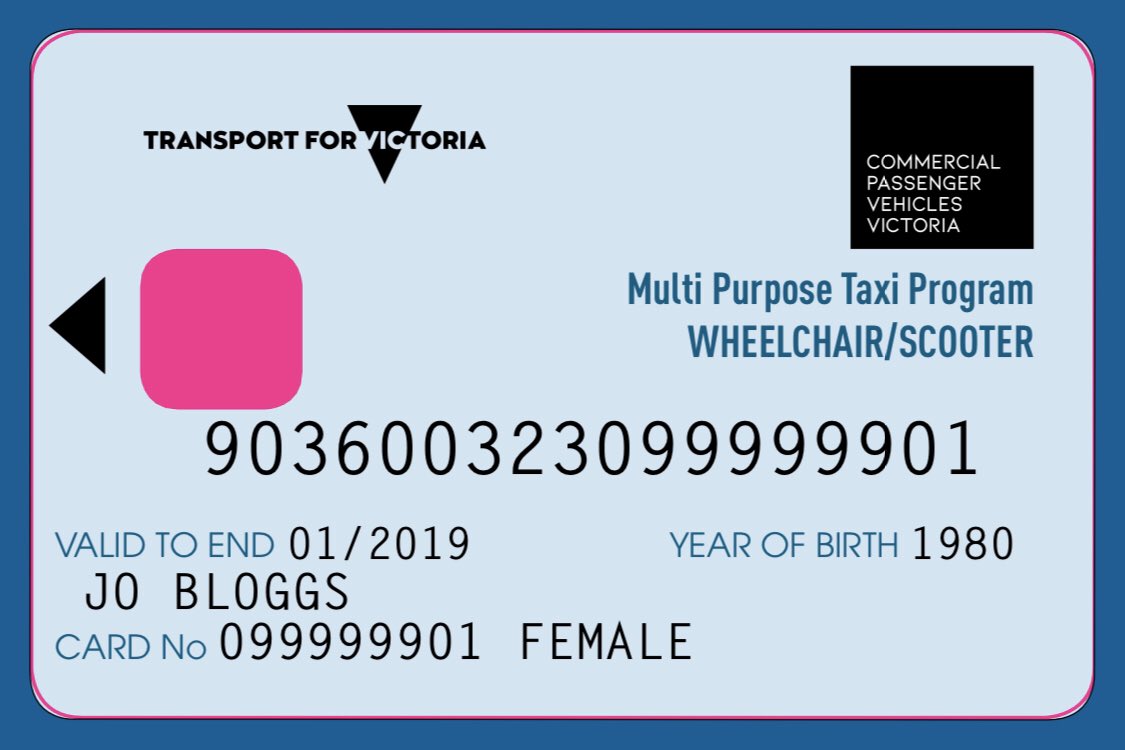 TRANSPORT FOR VICTORIA
COMMERCIAL
PASSENGER
VEHICLES
VICTORIA
Multi Purpose Taxi Program
WHEELCHAIR/SCOOTER
903600323099999901
VALID TO END 01/2019 YEAR OF BIRTH 1980
JO BLOGGS
CARD No 099999901 FEMALE